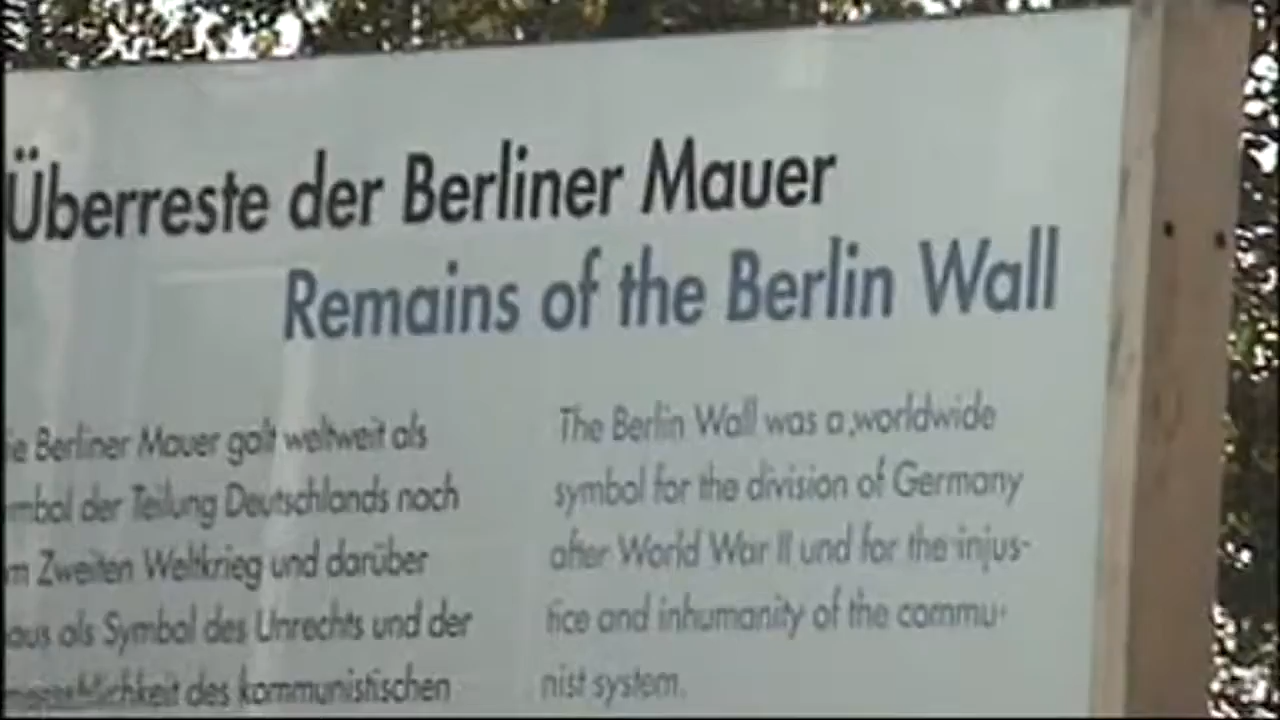 Überreste der Berliner Mauer
Remains of the Berlin Wall
ie Berliner Mauer galt weltweit als
mbol der Teilung Deutschlands nach
m Zweiten Weltkrieg und darüber
aus als Symbol des Unrechts und der
menschlichkeit des kommunistischen
The Berlin Wall was a worldwide
symbol for the division of Germany
after World War II und for the injus-
tice and inhumanity of the commu-
nist system.